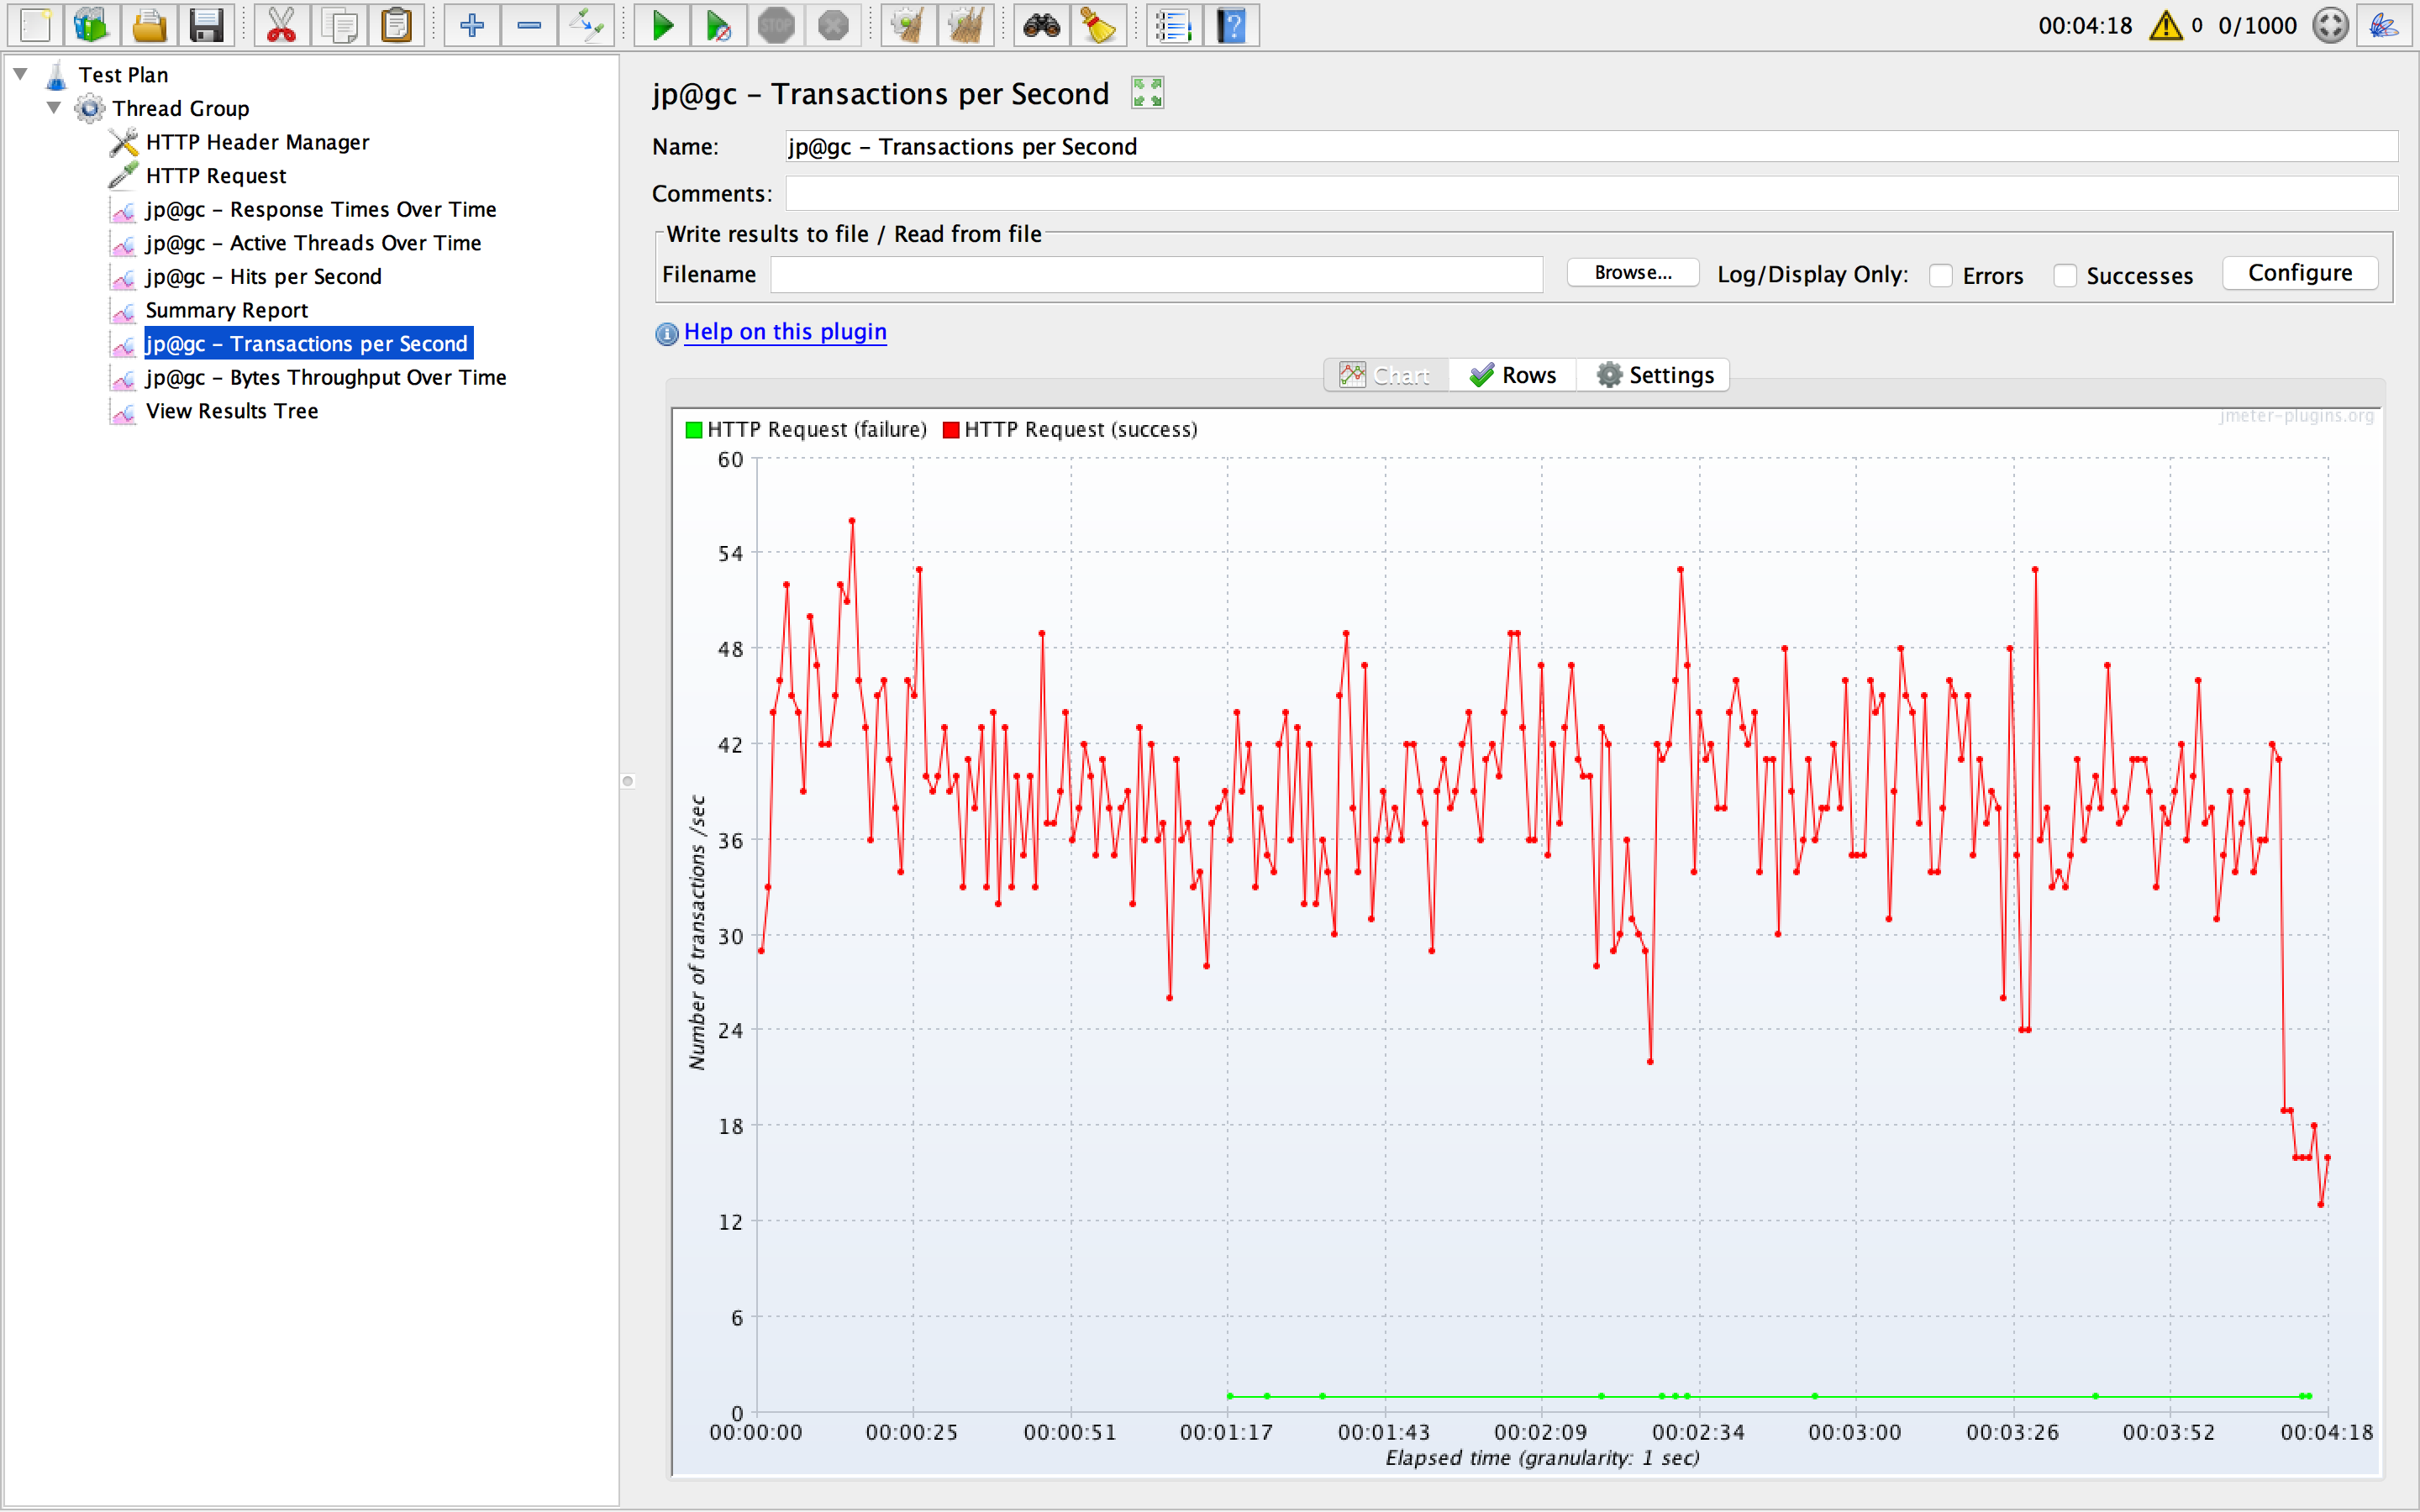 STOP
00:04:18 0 0/1000
Test Plan
Thread Group
HTTP Header Manager
HTTP Request
jp@gc – Response Times Over Time
jp@gc – Active Threads Over Time
jp@gc – Hits per Second
Summary Report
jp@gc – Transactions per Second
jp@gc – Bytes Throughput Over Time
View Results Tree
jp@gc – Transactions per Second
Name: jp@gc – Transactions per Second
Comments:
Write results to file / Read from file
Filename Browse... Log/Display Only: Errors Successes Configure
Help on this plugin
Chart Rows Settings
jmeter-plugins.org
HTTP Request (failure) HTTP Request (success)
60
54
48
42
36
30
24
18
12
6
0
Number of transactions /sec
00:00:00 00:00:25 00:00:51 00:01:17 00:01:43 00:02:09 00:02:34 00:03:00 00:03:26 00:03:52 00:04:18
Elapsed time (granularity: 1 sec)